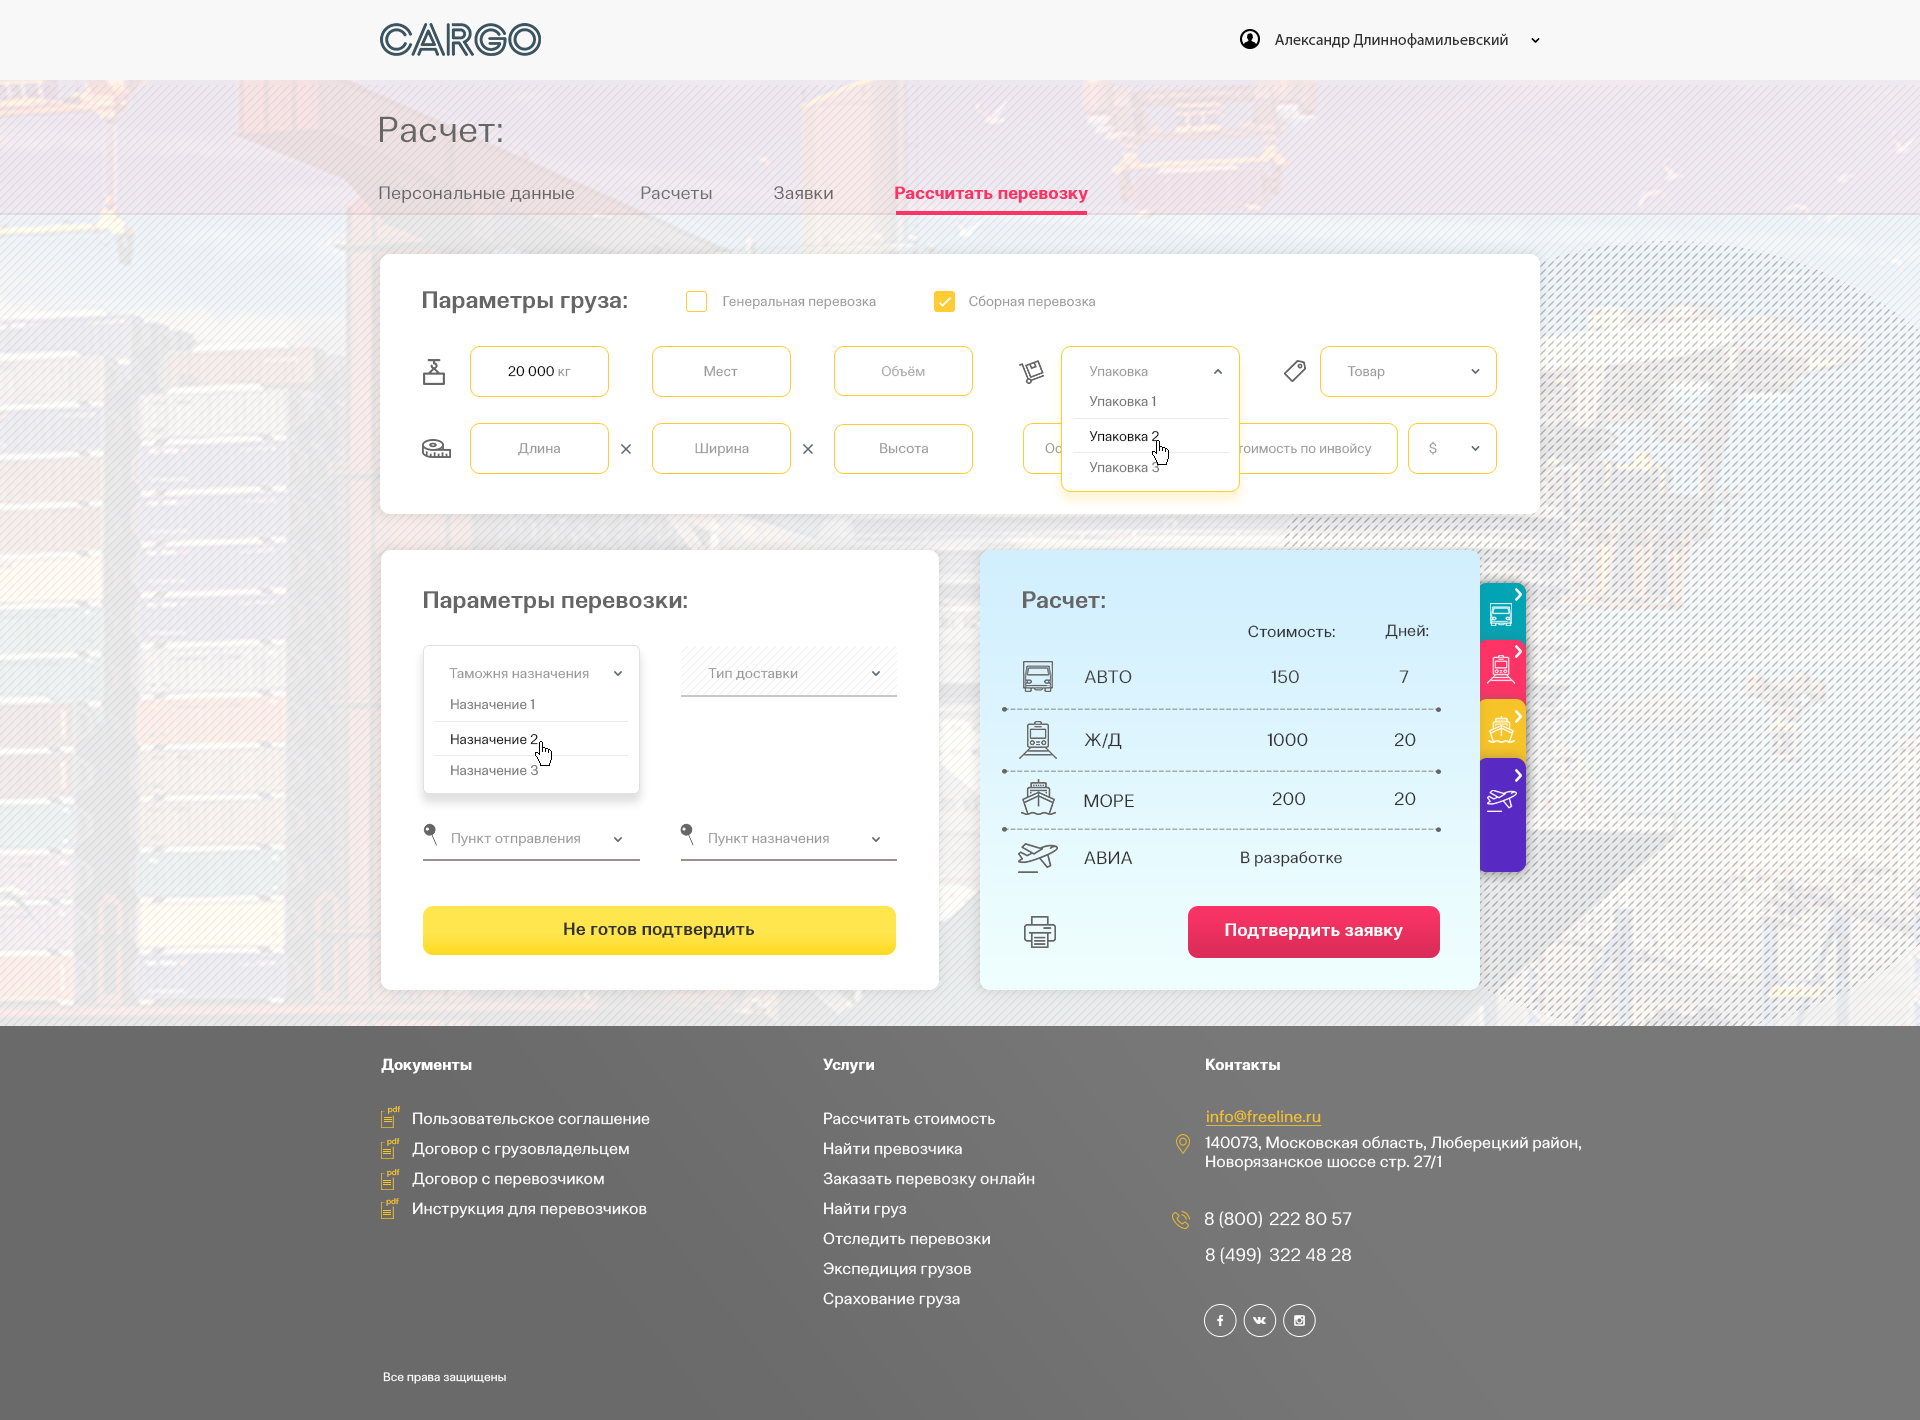 CARGO
Александр Длиннофамильевский
Расчет:
Персональные данные
Расчеты
Заявки
Рассчитать перевозку
Параметры груза:
Генеральная перевозка
Сборная перевозка
20 000 кг
Мест
Объём
Упаковка
Товар
Упаковка 1
Упаковка 2
Упаковка 3
Длина
×
Ширина
×
Высота
Ос
тоимость по инвойсу
$
Параметры перевозки:
Таможня назначения
Тип доставки
Назначение 1
Назначение 2
Назначение 3
Пункт отправления
Пункт назначения
Не готов подтвердить
Расчет:
Стоимость: Дней:
АВТО 150 7
Ж/Д 1000 20
МОРЕ 200 20
АВИА В разработке
Подтвердить заявку
Документы
pdf Пользовательское соглашение
pdf Договор с грузовладельцем
pdf Договор с перевозчиком
pdf Инструкция для перевозчиков
Услуги
Рассчитать стоимость
Найти превозчика
Заказать перевозку онлайн
Найти груз
Отследить перевозки
Экспедиция грузов
Срахование груза
Контакты
info@freeline.ru
140073, Московская область, Люберецкий район,
Новорязанское шоссе стр. 27/1
8 (800) 222 80 57
8 (499) 322 48 28
Все права защищены